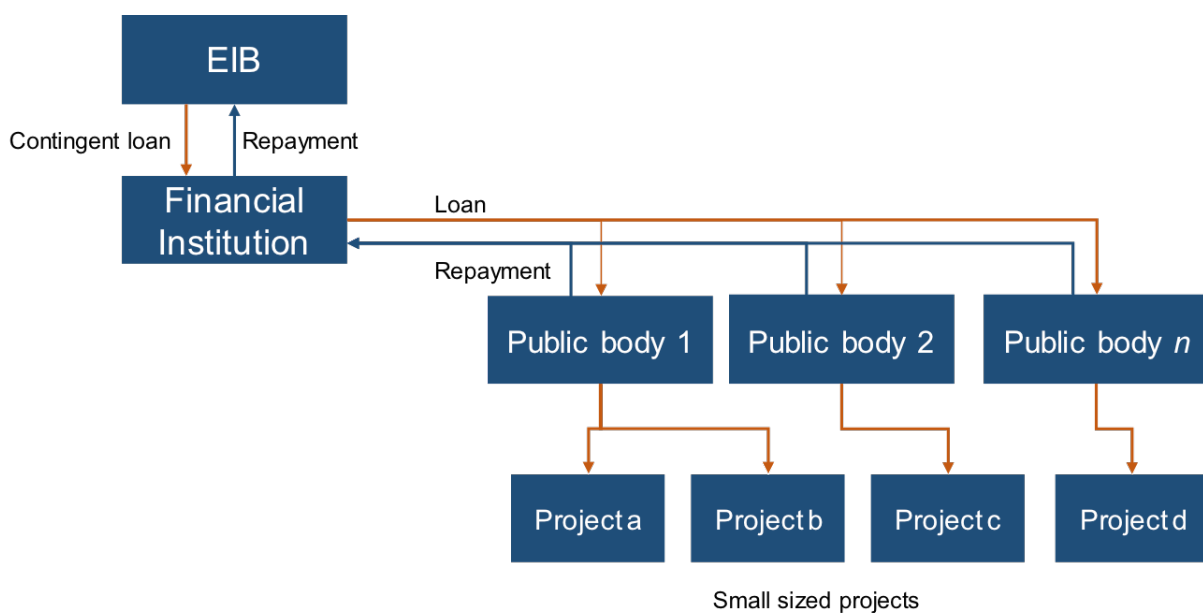 EIB
Contingent loan
Repayment
Financial
Institution
Loan
Repayment
Public body 1
Public body 2
Public body n
Project a
Project b
Project c
Project d
Small sized projects